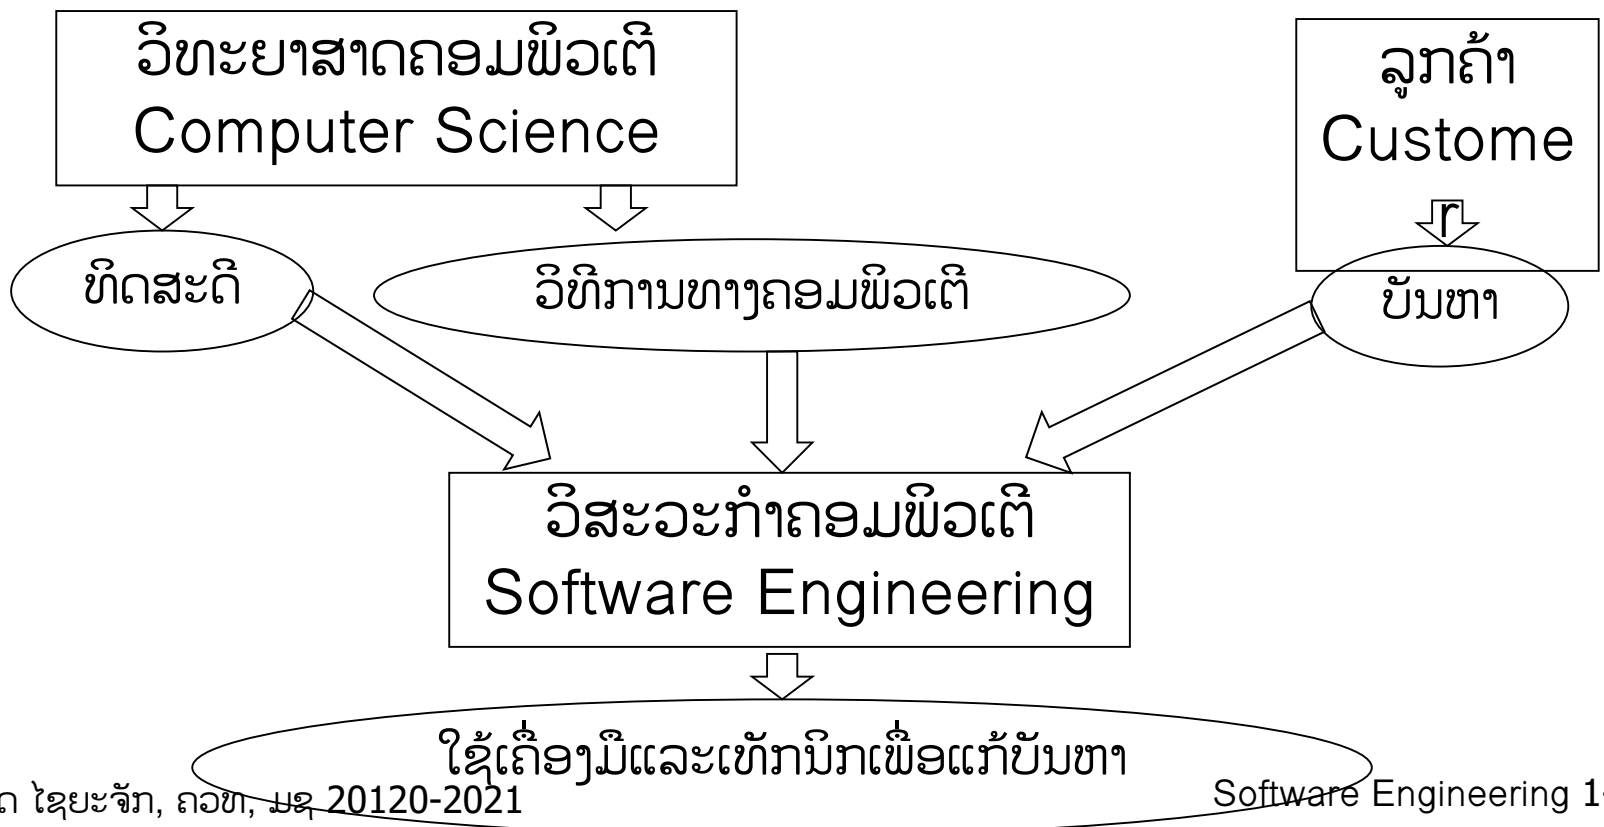 ວິທະຍາສາດຄອມພິວເຕີ
Computer Science
ລູກຄ້າ
Custome
r
ທິດສະດີ
ວິທີການທາງຄອມພິວເຕີ
ບັນຫາ
ວິສະວະກຳຄອມພິວເຕີ
Software Engineering
ໃຊ້ເຄື່ອງມືແລະເທັກນິກເພື່ອແກ້ບັນຫາ
ດ ໄຊຍະຈັກ, ຄວທ, ມຊ 20120-2021
Software Engineering 1-